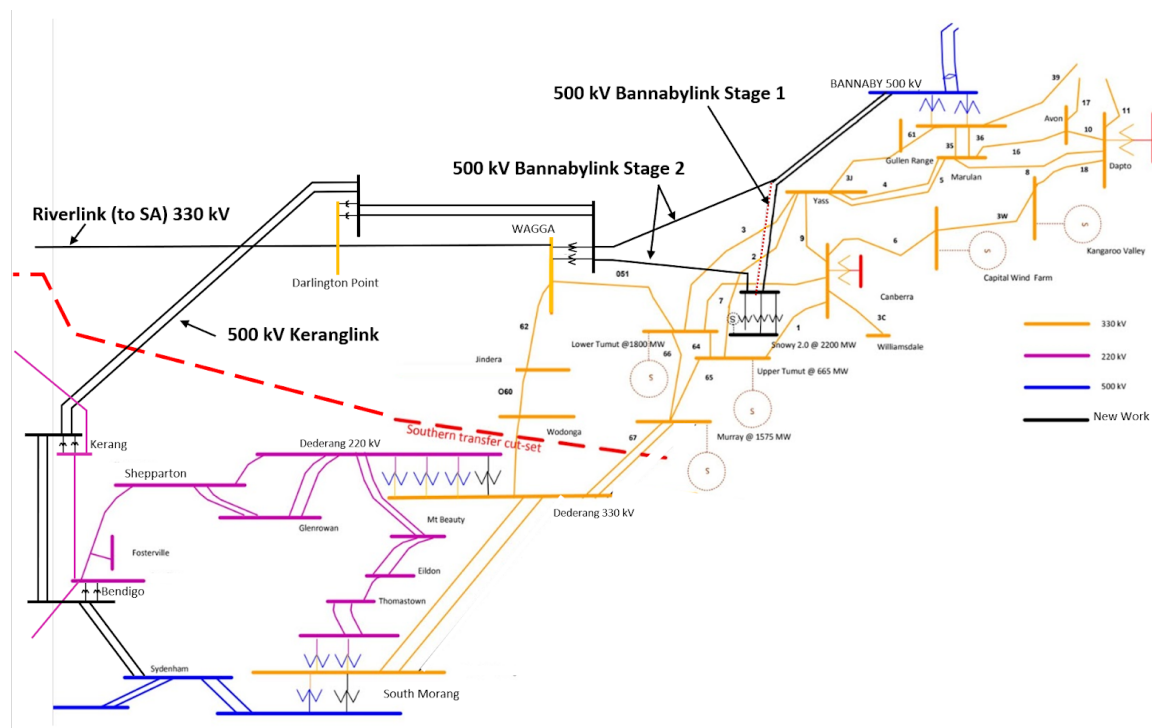 BANNABY 500 kV
500 kV Bannabylink Stage 1
39
17
11
Avon
10
61
36
35
16
Gullen Range
Marulan
Dapto
18
8
500 kV Bannabylink Stage 2
3J
4
5
Yass
3W
Riverlink (to SA) 330 kV
WAGGA
3
9
6
Kangaroo Valley
S
2
S
Capital Wind Farm
Darlington Point
051
7
Canberra
3C
500 kV Keranglink
62
S
1
Williamsdale
330 kV
Lower Tumut @1800 MW
64
Snowy 2.0 @ 2200 MW
66
Upper Tumut @ 665 MW
220 kV
Jindera
65
S
500 kV
O60
S
New Work
Wodonga
67
Murray @ 1575 MW
Southern transfer cut-set
S
Kerang
Dederang 220 kV
Shepparton
Dederang 330 kV
Glenrowan
Mt Beauty
Fosterville
Eildon
Bendigo
Thomastown
Sydenham
South Morang